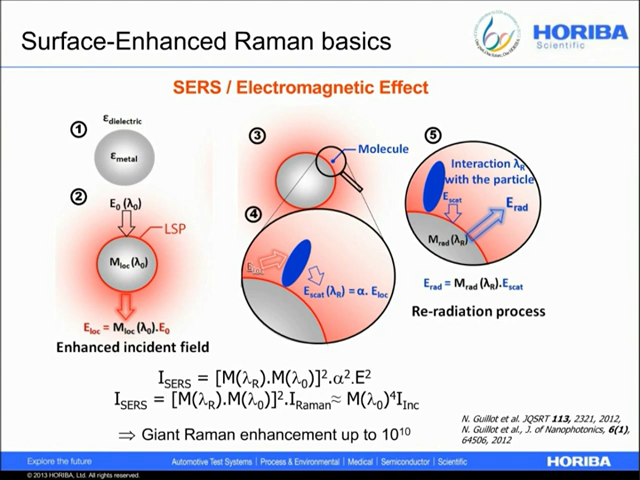 Surface-Enhanced Raman basics
HORIBA
Scientific
SERS / Electromagnetic Effect
① εdielectric
εmetal
②
E₀ (λ₀)
LSP
Mloc(λ₀)
Eloc = Mloc(λ₀).E₀
Enhanced incident field
③
Molecule
④
Eloc
Escat (λR) = α. Eloc
⑤
Interaction λR
with the particle
Escat
Erad
Mrad(λR)
Erad = Mrad (λR).Escat
Re-radiation process
ISERS = [M(λR).M(λ₀)]².α².E²
ISERS = [M(λR).M(λ₀)]².IRaman≈ M(λ₀)⁴IInc
⇒ Giant Raman enhancement up to 10¹⁰
N. Guillot et al. JQSRT 113, 2321, 2012,
N. Guillot et al., J. of Nanophotonics, 6(1),
64506, 2012
Explore the future
Automotive Test Systems | Process & Environmental | Medical | Semiconductor | Scientific
HORIBA
© 2013 HORIBA, Ltd. All rights reserved.